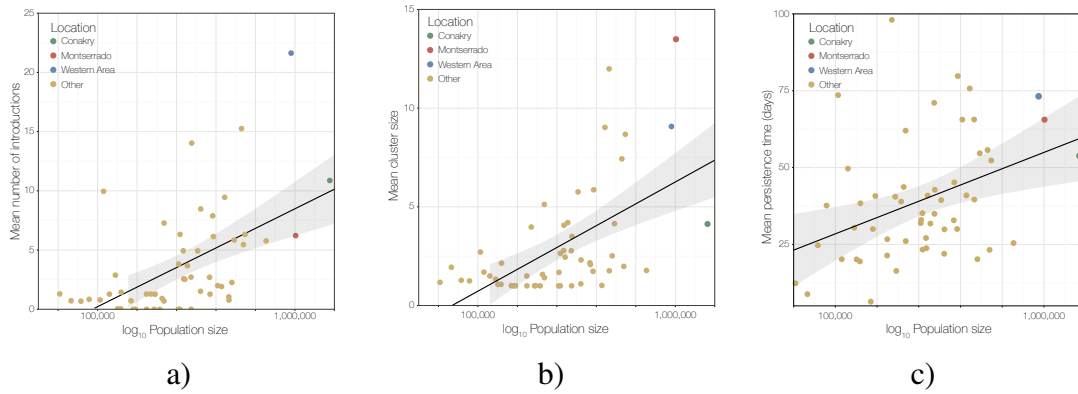 Location
Conakry
Montserrado
Western Area
Other
Mean number of introductions
25
20
15
10
5
0
100,000
1,000,000
log10 Population size
a)
Location
Conakry
Montserrado
Western Area
Other
Mean cluster size
15
10
5
0
100,000
1,000,000
log10 Population size
b)
Location
Conakry
Montserrado
Western Area
Other
Mean persistence time (days)
100
75
50
25
100,000
1,000,000
log10 Population size
c)